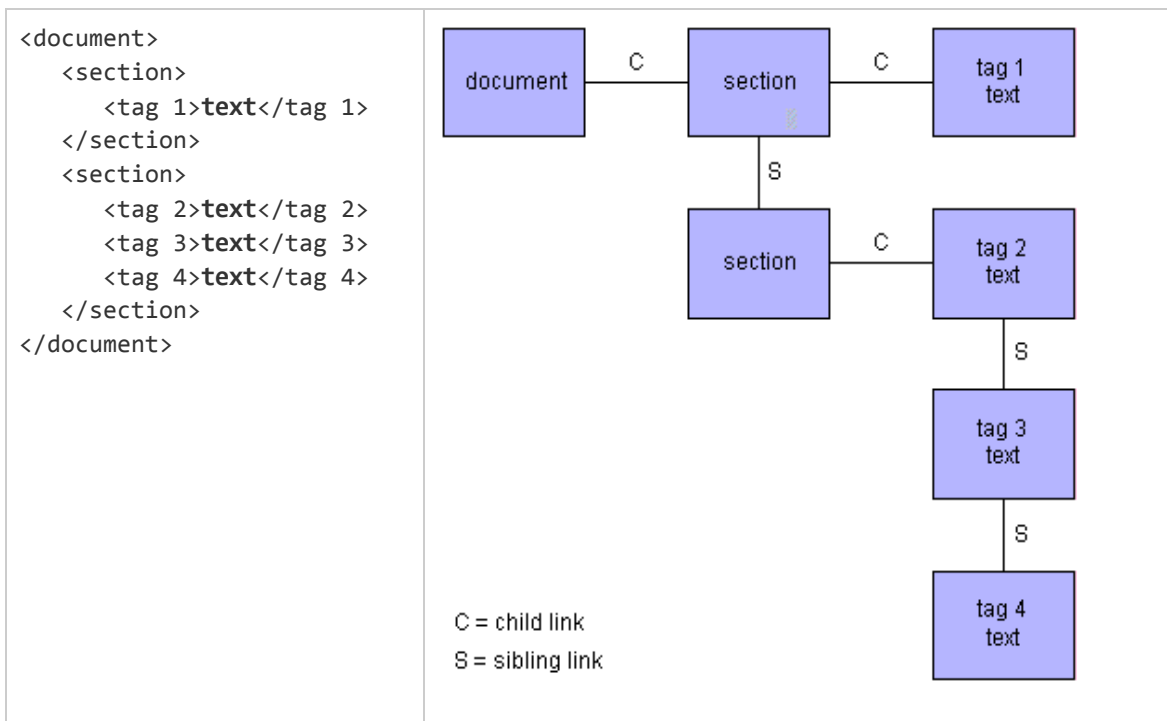 <document>
<section>
<tag 1>text</tag 1>
</section>
<section>
<tag 2>text</tag 2>
<tag 3>text</tag 3>
<tag 4>text</tag 4>
</section>
</document>
document
C
section
C
tag 1
text
S
section
C
tag 2
text
S
tag 3
text
S
tag 4
text
C = child link
S = sibling link